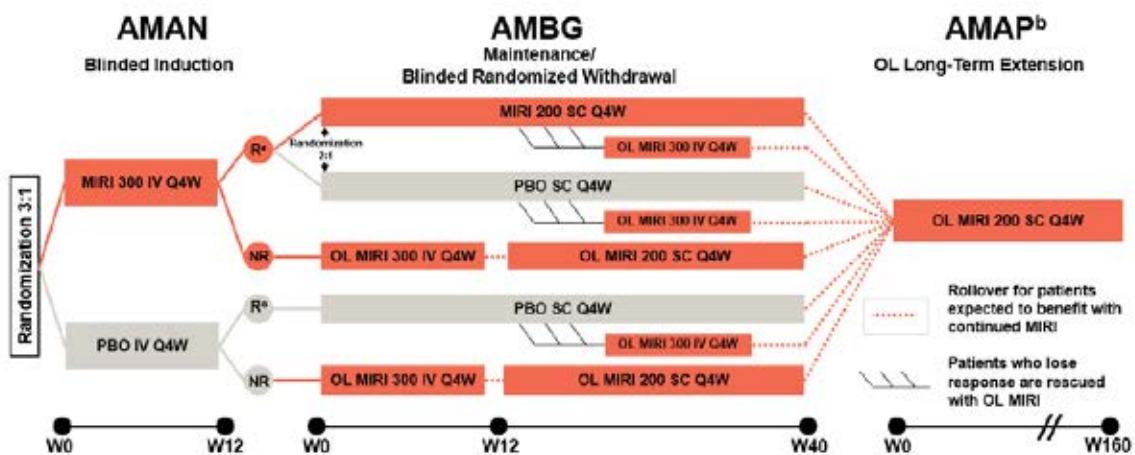 AMAN
Blinded Induction
AMBG
Maintenance/
Blinded Randomized Withdrawal
AMAPᵇ
OL Long-Term Extension
Randomization 3:1
MIRI 300 IV Q4W
PBO IV Q4W
Rᵃ
NR
Rᵃ
NR
Randomization
2:1
MIRI 200 SC Q4W
OL MIRI 300 IV Q4W
PBO SC Q4W
OL MIRI 300 IV Q4W
OL MIRI 300 IV Q4W
OL MIRI 200 SC Q4W
PBO SC Q4W
OL MIRI 300 IV Q4W
OL MIRI 300 IV Q4W
OL MIRI 200 SC Q4W
OL MIRI 200 SC Q4W
Rollover for patients
expected to benefit with
continued MIRI
Patients who lose
response are rescued
with OL MIRI
W0
W12
W0
W12
W40
W0
W160